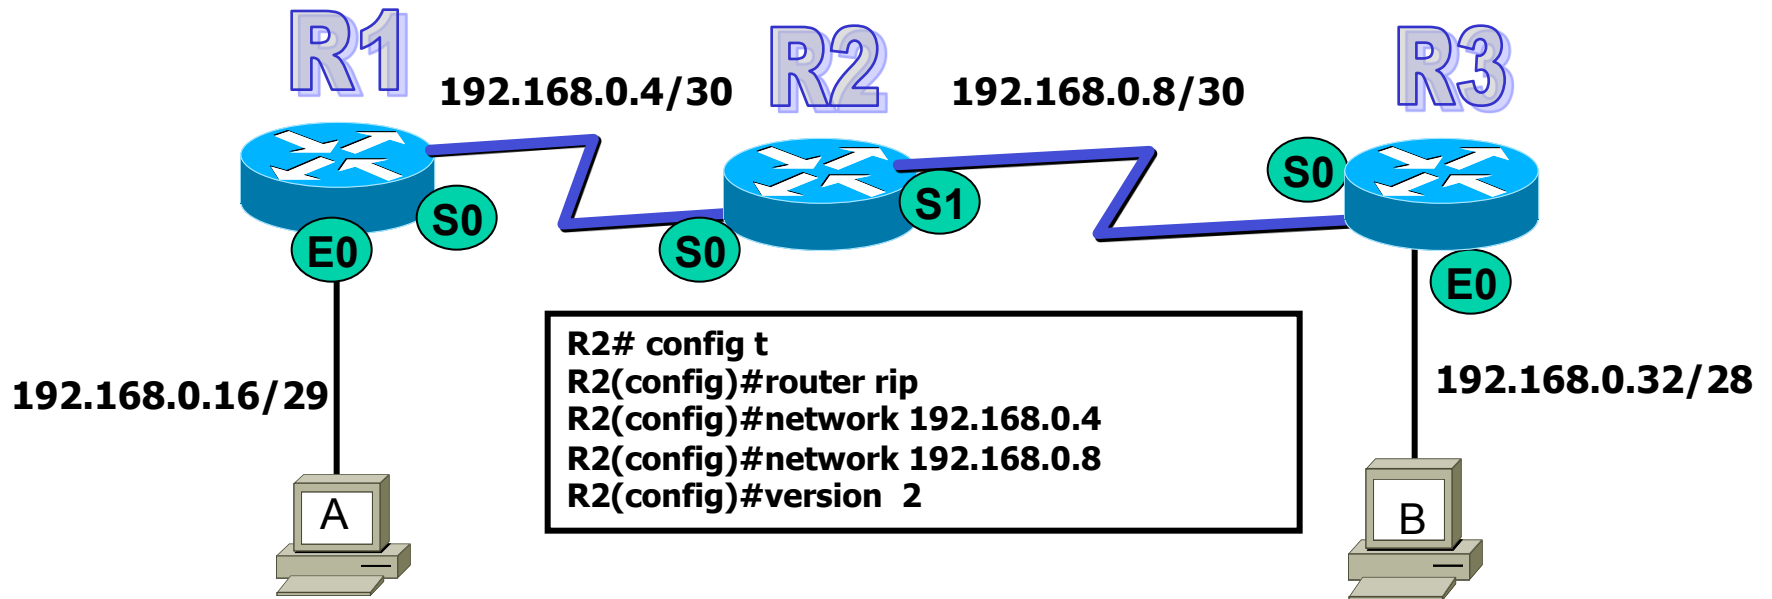 R1
R2
R3
192.168.0.4/30
192.168.0.8/30
S0
S0
S1
S0
E0
E0
192.168.0.16/29
192.168.0.32/28
R2# config t
R2(config)#router rip
R2(config)#network 192.168.0.4
R2(config)#network 192.168.0.8
R2(config)#version  2
A
B